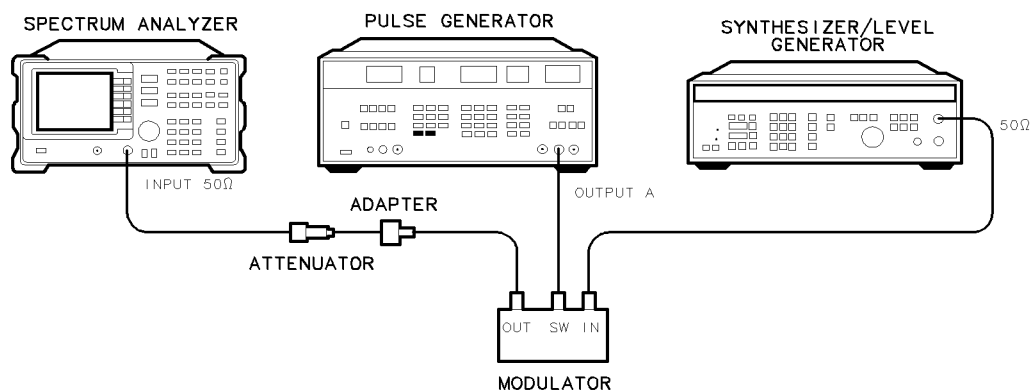 SPECTRUM ANALYZER
PULSE GENERATOR
SYNTHESIZER/LEVEL
GENERATOR
50Ω
INPUT 50Ω
OUTPUT A
ADAPTER
ATTENUATOR
OUT SW IN
MODULATOR